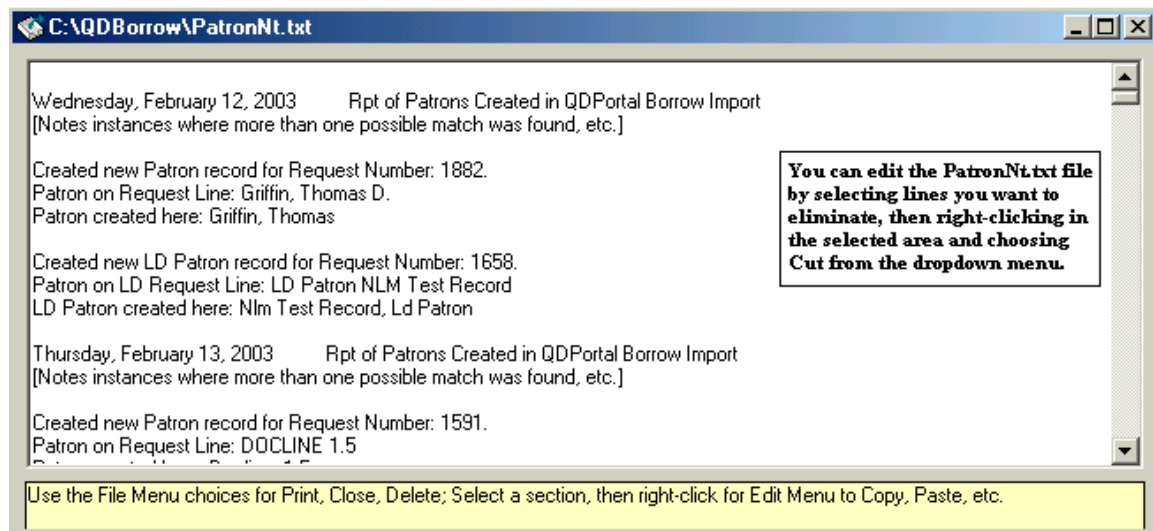 C:\QDBorrow\PatronNt.txt
Wednesday, February 12, 2003 Rpt of Patrons Created in QDPortal Borrow Import
[Notes instances where more than one possible match was found, etc.]
Created new Patron record for Request Number: 1882.
Patron on Request Line: Griffin, Thomas D.
Patron created here: Griffin, Thomas
Created new LD Patron record for Request Number: 1658.
Patron on LD Request Line: LD Patron NLM Test Record
LD Patron created here: Nlm Test Record, Ld Patron
Thursday, February 13, 2003 Rpt of Patrons Created in QDPortal Borrow Import
[Notes instances where more than one possible match was found, etc.]
Created new Patron record for Request Number: 1591.
Patron on Request Line: DOCLINE 1.5
You can edit the PatronNt.txt file
by selecting lines you want to
eliminate, then right-clicking in
the selected area and choosing
Cut from the dropdown menu.
Use the File Menu choices for Print, Close, Delete; Select a section, then right-click for Edit Menu to Copy, Paste, etc.